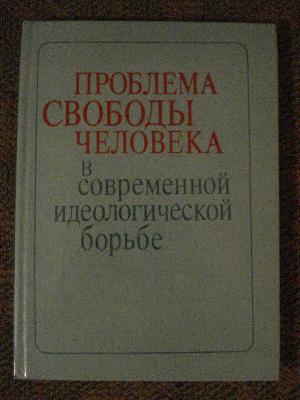 ПРОБЛЕМА
СВОБОДЫ
ЧЕЛОВЕКА
в
современной
идеологической
борьбе